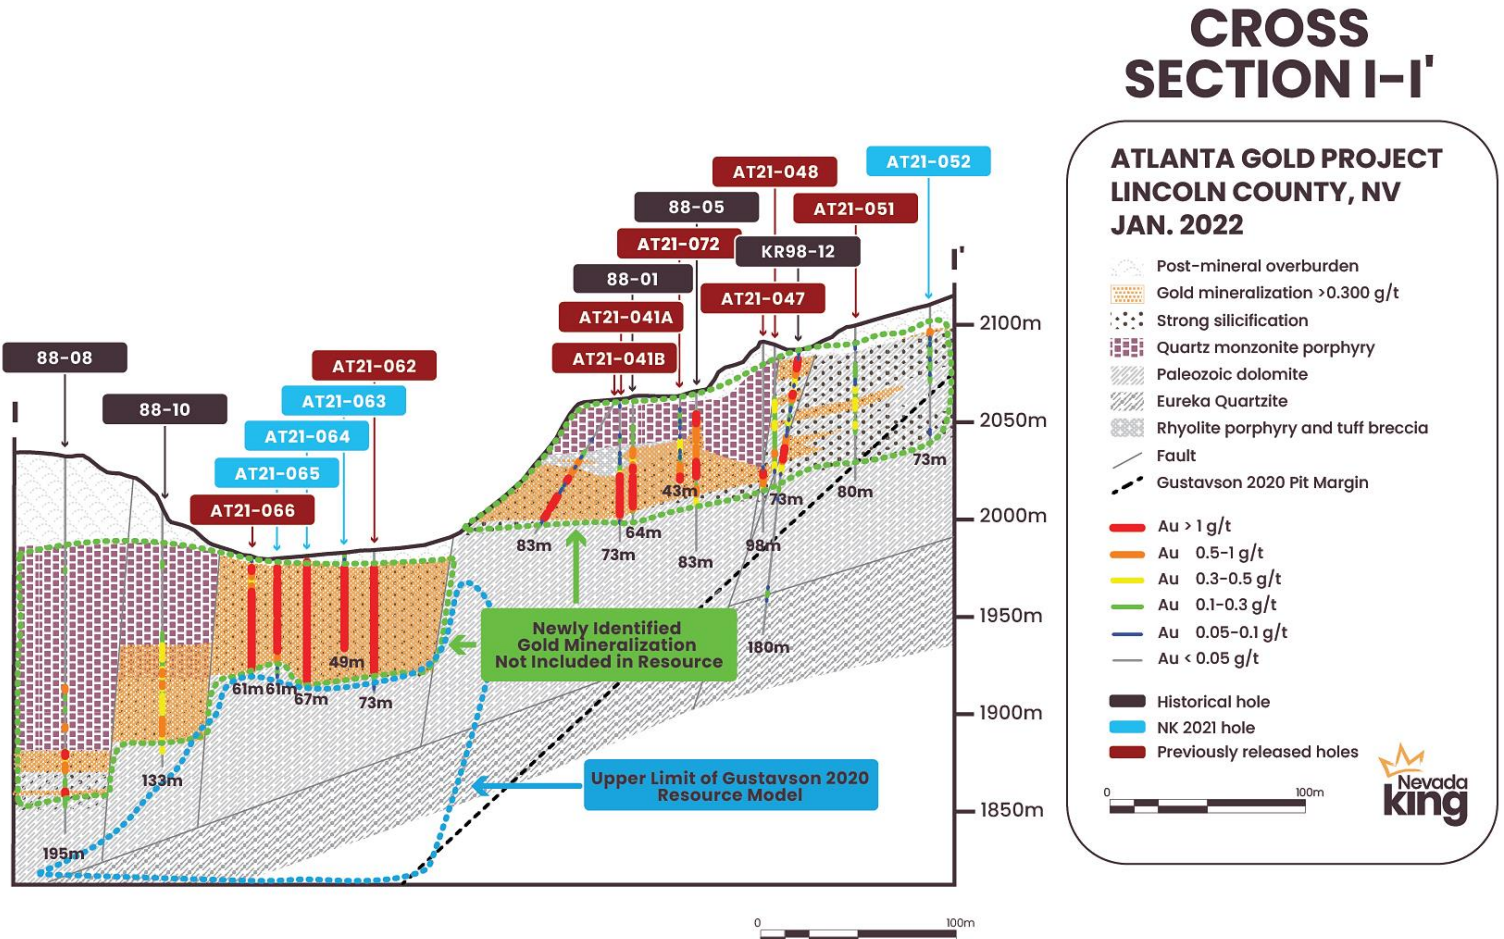 CROSS
SECTION I-I'
ATLANTA GOLD PROJECT
LINCOLN COUNTY, NV
JAN. 2022
Post-mineral overburden
Gold mineralization >0.300 g/t
Strong silicification
Quartz monzonite porphyry
Paleozoic dolomite
Eureka Quartzite
Rhyolite porphyry and tuff breccia
Fault
Gustavson 2020 Pit Margin
Au > 1 g/t
Au 0.5-1 g/t
Au 0.3-0.5 g/t
Au 0.1-0.3 g/t
Au 0.05-0.1 g/t
Au < 0.05 g/t
Historical hole
NK 2021 hole
Previously released holes
0 100m
Nevada
king
AT21-052
AT21-048
88-05
AT21-051
AT21-072
KR98-12
88-01
AT21-047
AT21-041A
AT21-041B
88-08
AT21-062
AT21-063
88-10
AT21-064
AT21-065
AT21-066
I
I'
2100m
2050m
2000m
1950m
1900m
1850m
73m
80m
73m
43m
98m
83m
64m
73m
83m
180m
49m
61m
61m
67m
73m
133m
195m
Newly Identified
Gold Mineralization
Not Included in Resource
Upper Limit of Gustavson 2020
Resource Model
0 100m